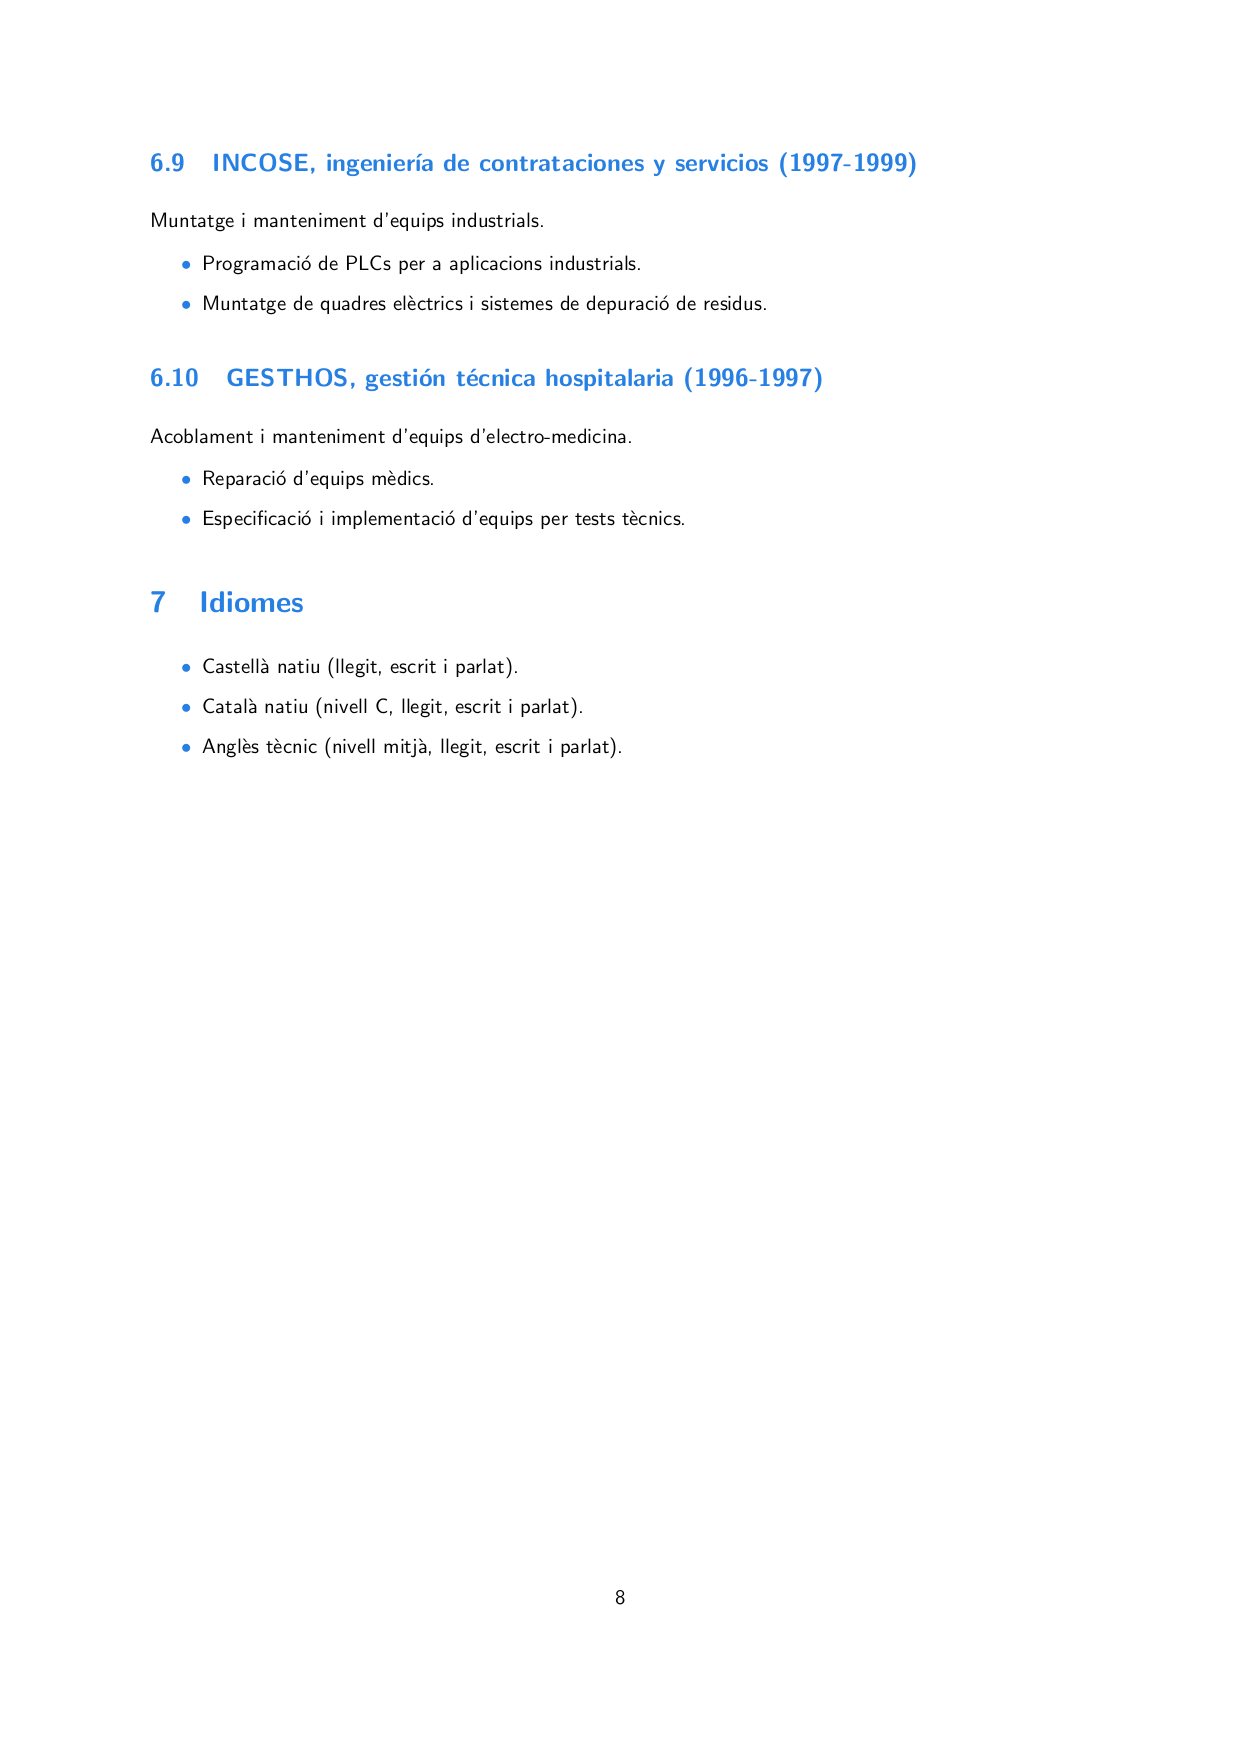 6.9 INCOSE, ingeniería de contrataciones y servicios (1997-1999)
Muntatge i manteniment d'equips industrials.
• Programació de PLCs per a aplicacions industrials.
• Muntatge de quadres elèctrics i sistemes de depuració de residus.
6.10 GESTHOS, gestión técnica hospitalaria (1996-1997)
Acoblament i manteniment d'equips d'electro-medicina.
• Reparació d'equips mèdics.
• Especificació i implementació d'equips per tests tècnics.
7 Idiomes
• Castellà natiu (llegit, escrit i parlat).
• Català natiu (nivell C, llegit, escrit i parlat).
• Anglès tècnic (nivell mitjà, llegit, escrit i parlat).
8